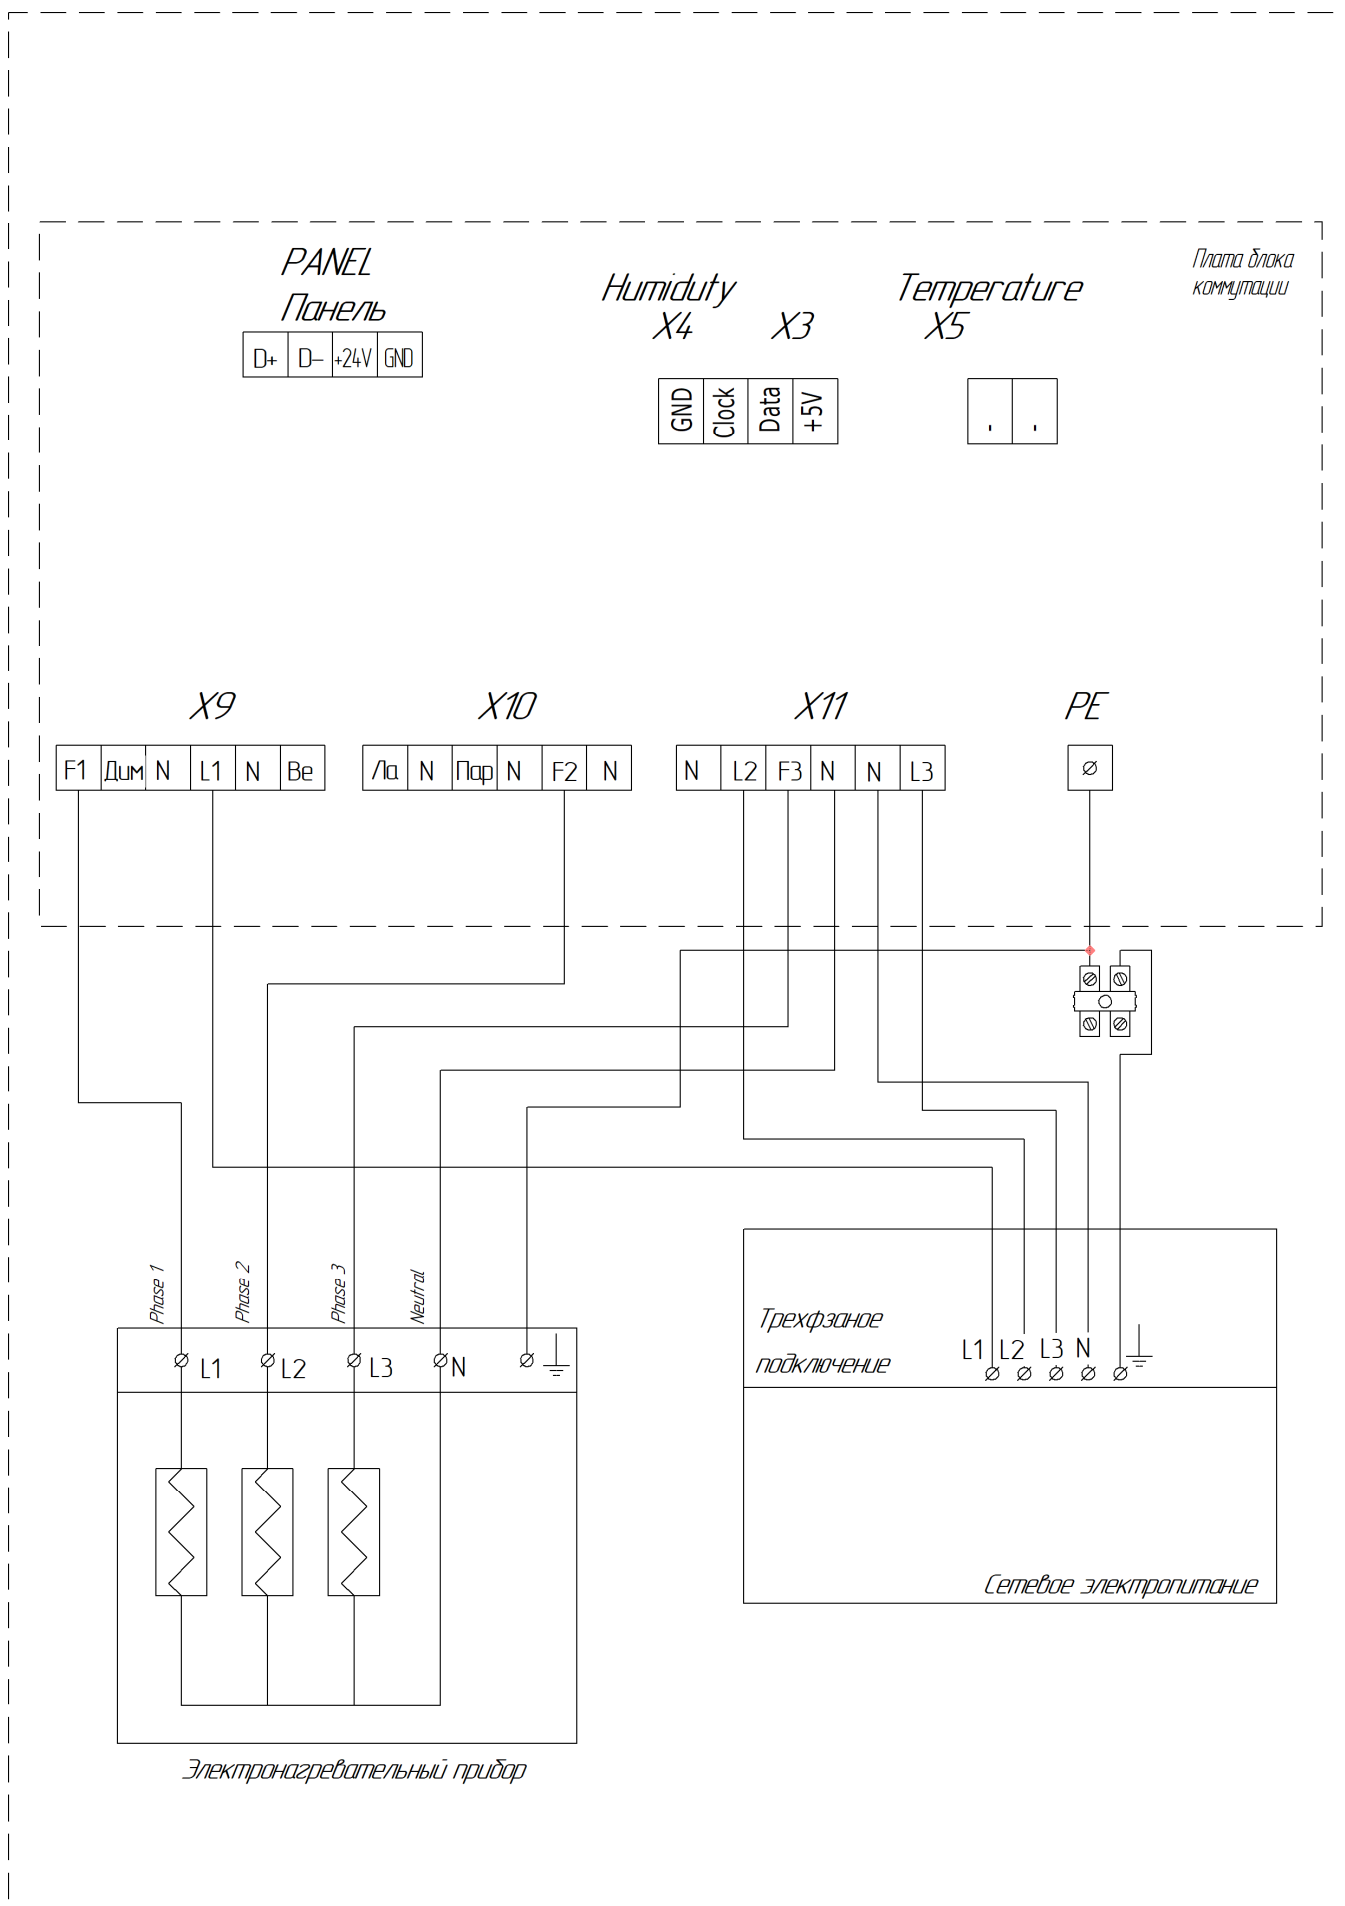 PANEL
Панель
D+ D- +24V GND
Humiduty
X4 X3
GND Clock Data +5V
Temperature
X5
- -
Плата блока
коммутации
X9
F1 Дим N L1 N Ве
X10
Ла N Пар N F2 N
X11
N L2 F3 N N L3
PE
Phase 1
Phase 2
Phase 3
Neutral
L1 L2 L3 N
Электронагревательный прибор
Трехфзаное
подключение
L1 L2 L3 N
Сетевое электропитание